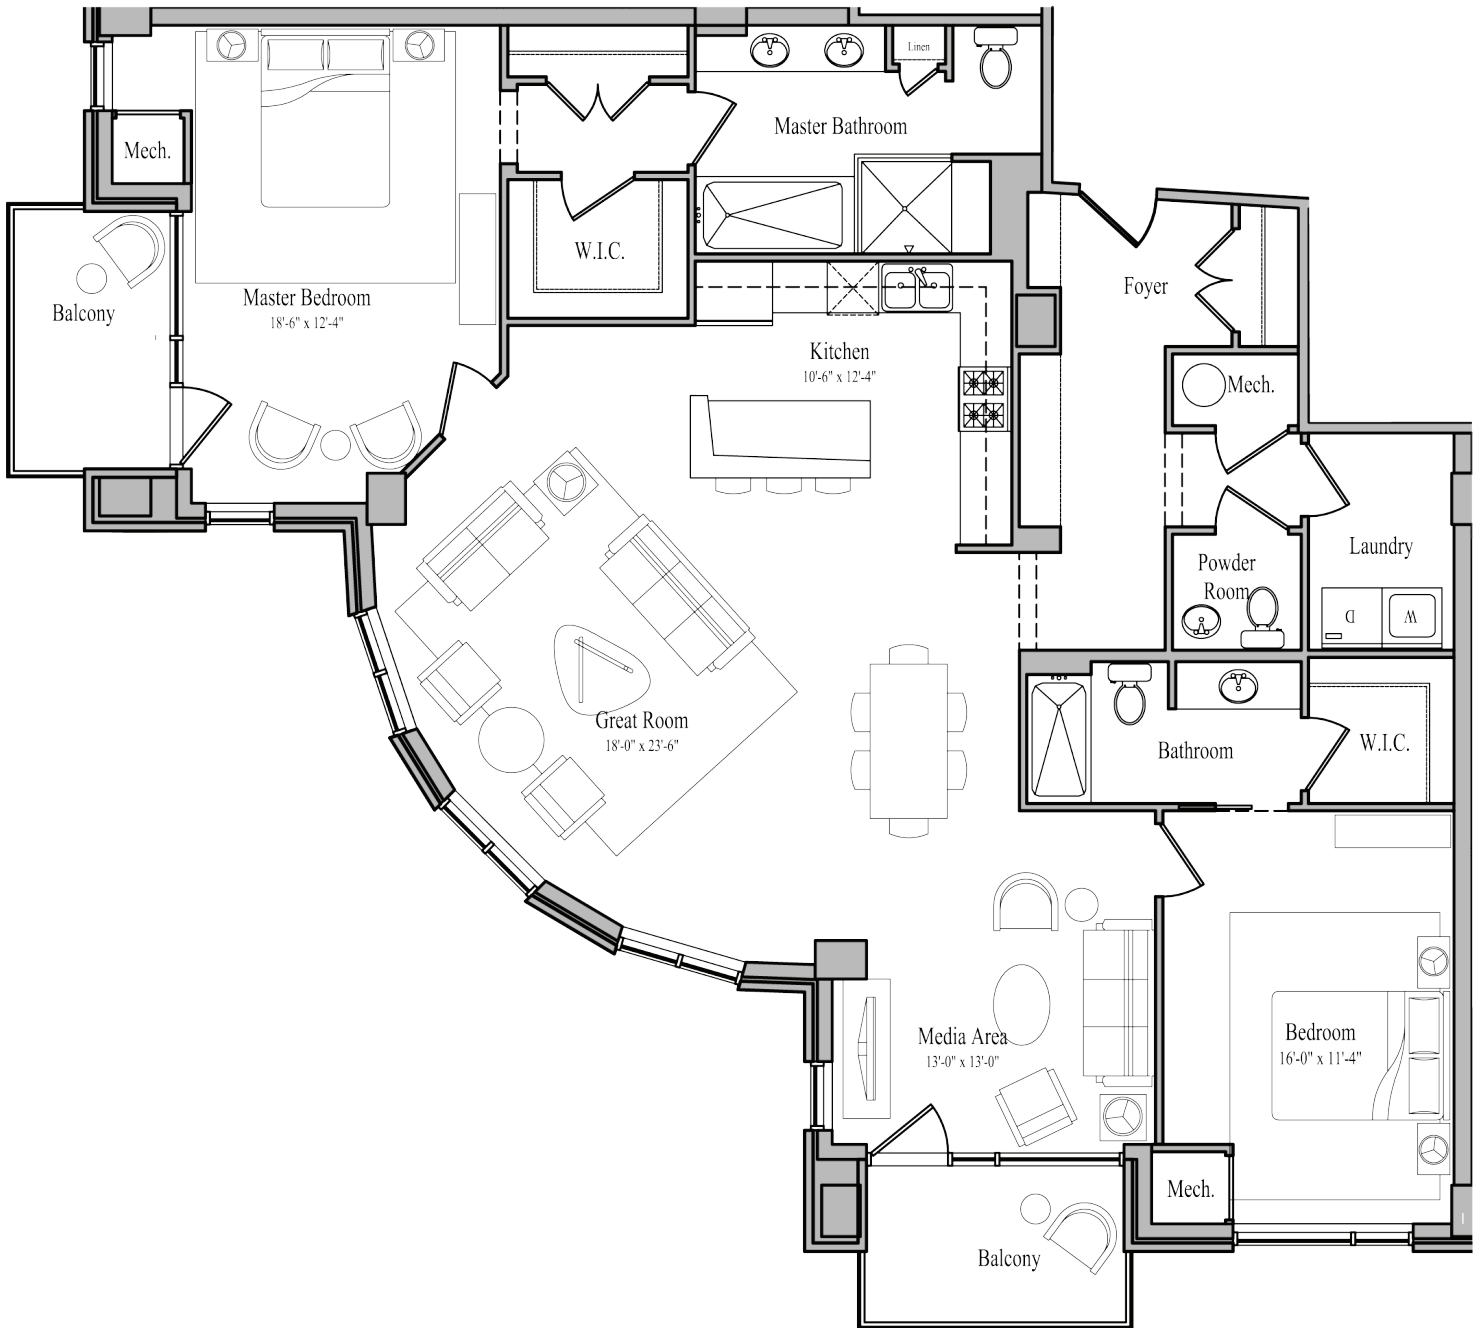 Linen
Master Bathroom
Mech.
W.I.C.
Master Bedroom
18'-6" x 12'-4"
Balcony
Foyer
Kitchen
10'-6" x 12'-4"
Mech.
Laundry
Powder
Room
D
W
Great Room
18'-0" x 23'-6"
Bathroom
W.I.C.
Media Area
13'-0" x 13'-0"
Bedroom
16'-0" x 11'-4"
Mech.
Balcony